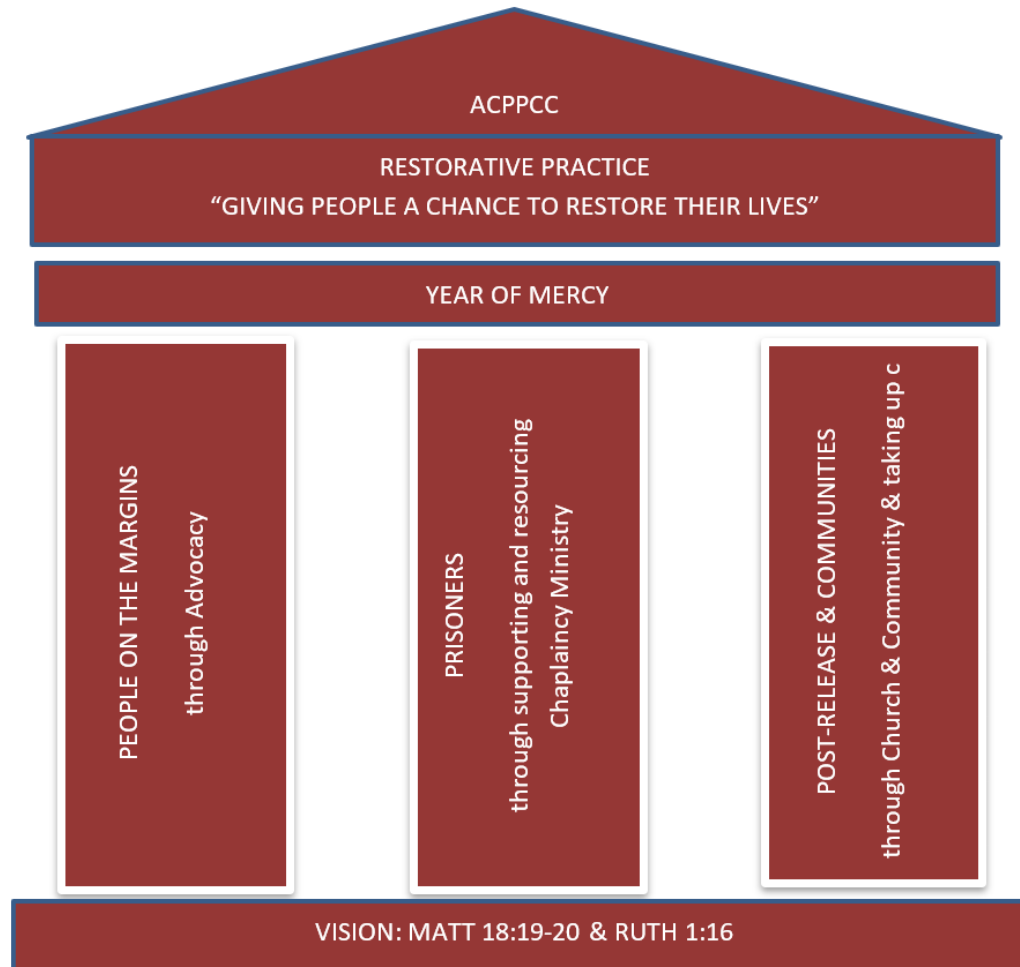 ACPPCC
RESTORATIVE PRACTICE
“GIVING PEOPLE A CHANCE TO RESTORE THEIR LIVES”
YEAR OF MERCY
PEOPLE ON THE MARGINS
through Advocacy
PRISONERS
through supporting and resourcing
Chaplaincy Ministry
POST-RELEASE & COMMUNITIES
through Church & Community & taking up c
VISION: MATT 18:19-20 & RUTH 1:16